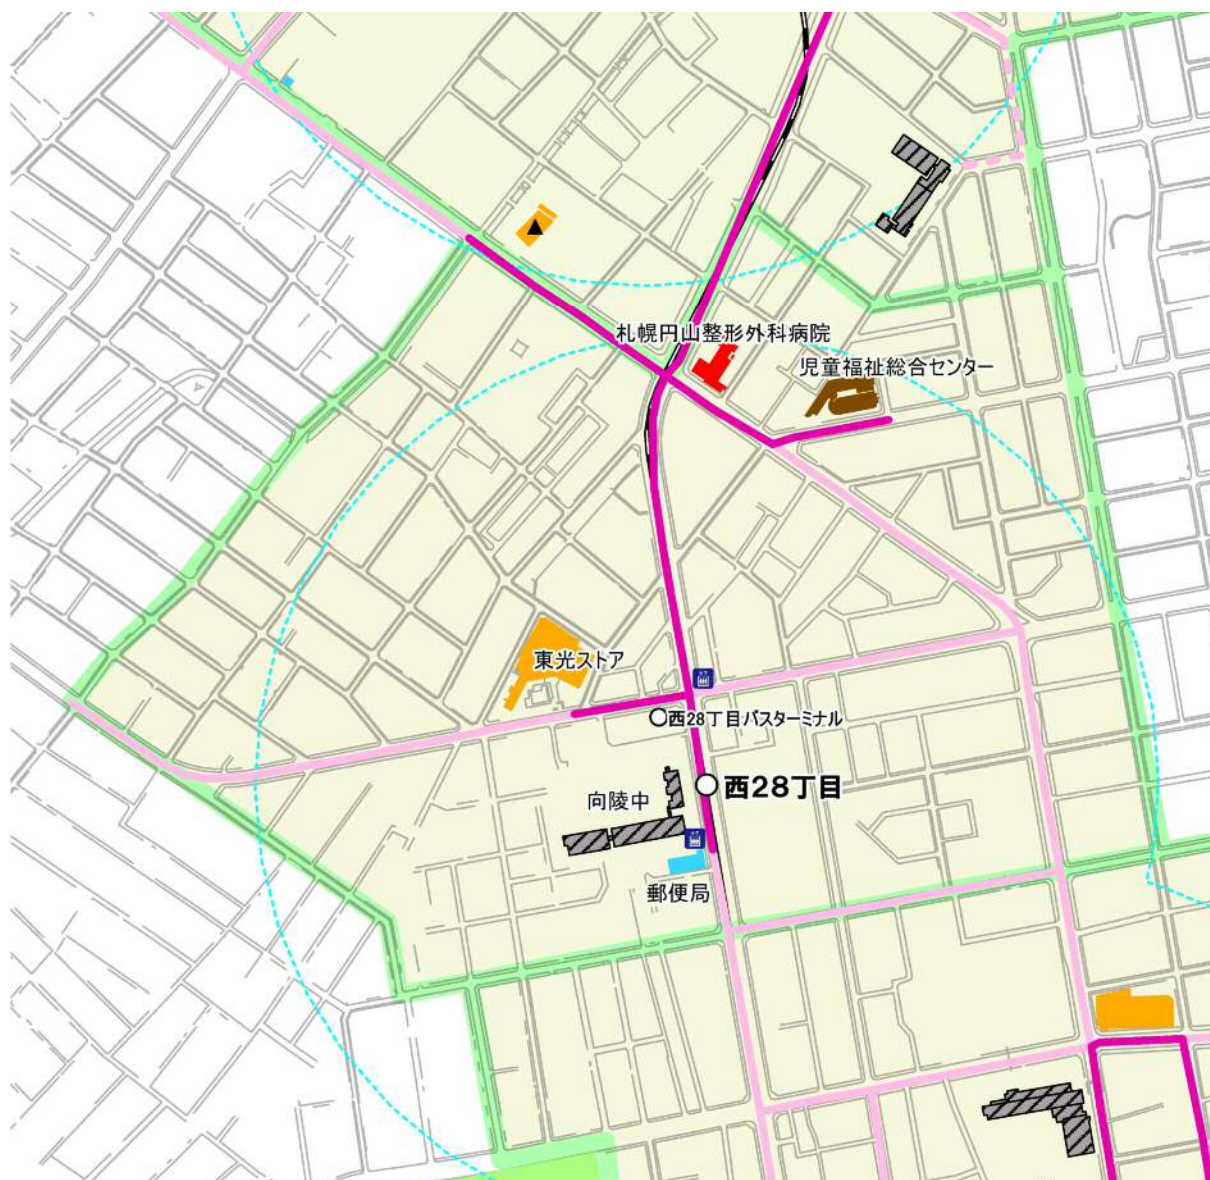 札幌円山整形外科病院
児童福祉総合センター
東光ストア
西28丁目バスターミナル
西28丁目
向陵中
郵便局